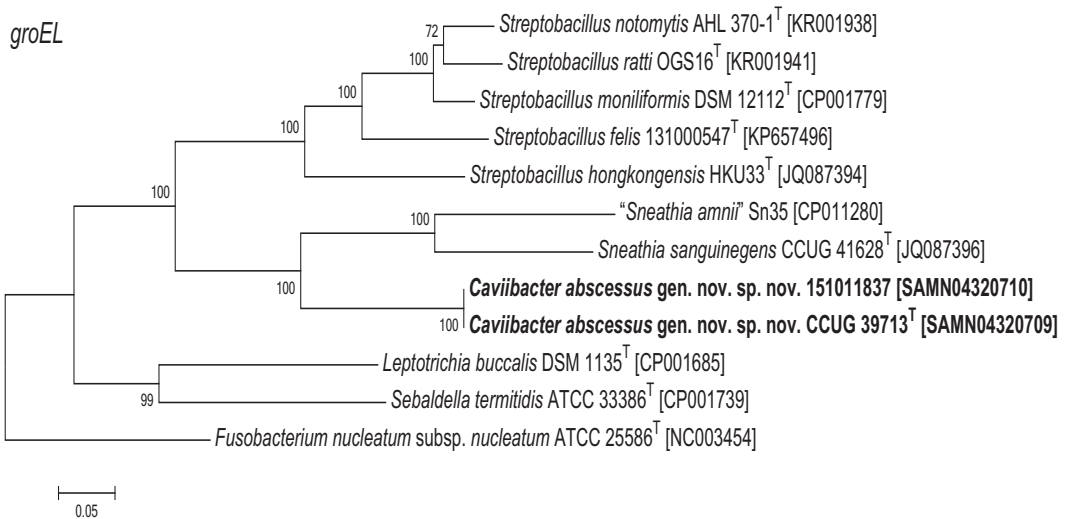 groEL
72
Streptobacillus notomytis AHL 370-1T [KR001938]
100
Streptobacillus ratti OGS16T [KR001941]
100
Streptobacillus moniliformis DSM 12112T [CP001779]
100
Streptobacillus felis 131000547T [KP657496]
100
Streptobacillus hongkongensis HKU33T [JQ087394]
100
“Sneathia amnii” Sn35 [CP011280]
Sneathia sanguinegens CCUG 41628T [JQ087396]
100
Caviibacter abscessus gen. nov. sp. nov. 151011837 [SAMN04320710]
100
Caviibacter abscessus gen. nov. sp. nov. CCUG 39713T [SAMN04320709]
Leptotrichia buccalis DSM 1135T [CP001685]
99
Sebaldella termitidis ATCC 33386T [CP001739]
Fusobacterium nucleatum subsp. nucleatum ATCC 25586T [NC003454]
0.05